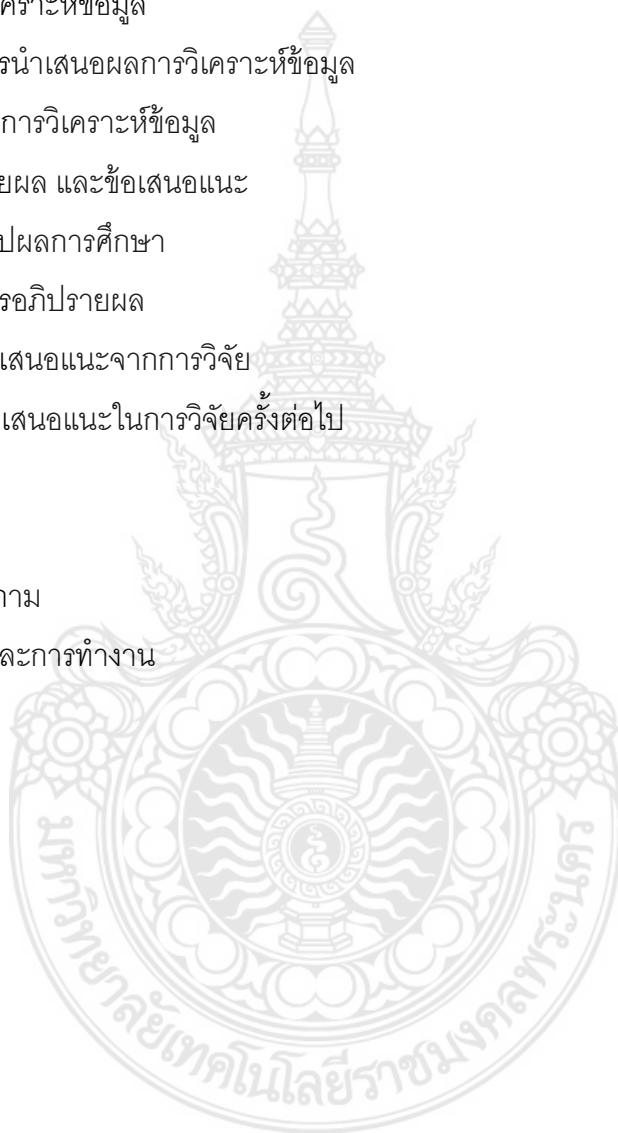 เคราะห์ข้อมูล
รนำเสนอผลการวิเคราะห์ข้อมูล
การวิเคราะห์ข้อมูล
ยผล และข้อเสนอแนะ
ปผลการศึกษา
รอภิปรายผล
เสนอแนะจากการวิจัย
เสนอแนะในการวิจัยครั้งต่อไป
ถาม
ละการทำงาน
มหาวิทยาลัยเทคโนโลยีราชมงคลพระนคร